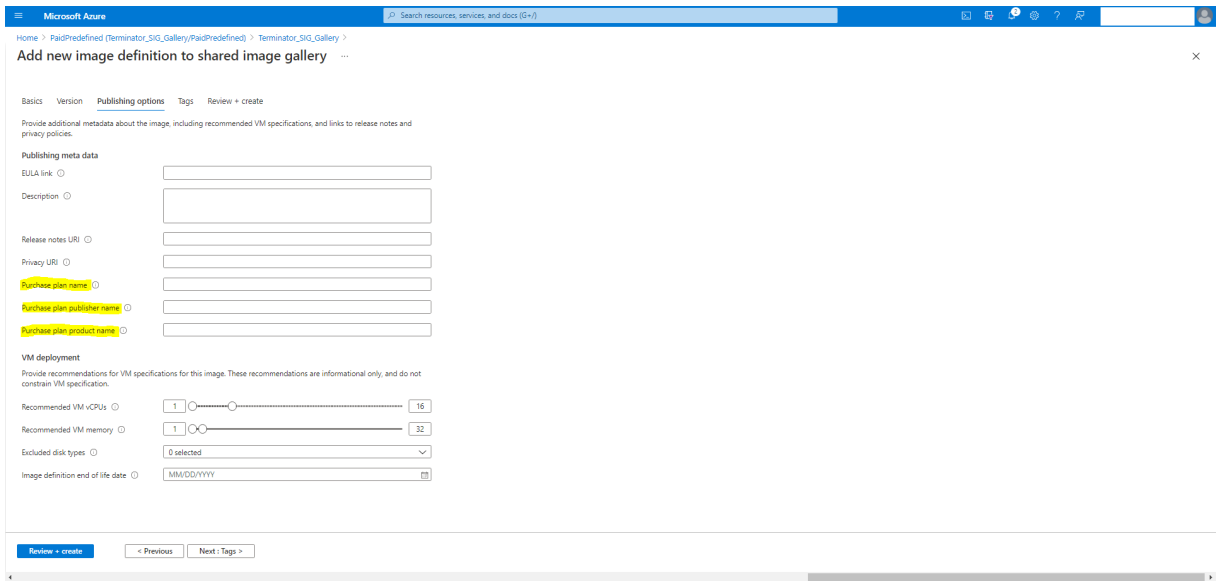 Microsoft Azure
Search resources, services, and docs (G+/)
2
Home > PaidPredefined (Terminator_SIG_Gallery/PaidPredefined) > Terminator_SIG_Gallery >
Add new image definition to shared image gallery ...
Basics Version Publishing options Tags Review + create
Provide additional metadata about the image, including recommended VM specifications, and links to release notes and
privacy policies.
Publishing meta data
EULA link
Description
Release notes URI
Privacy URI
Purchase plan name
Purchase plan publisher name
Purchase plan product name
VM deployment
Provide recommendations for VM specifications for this image. These recommendations are informational only, and do not
constrain VM specification.
Recommended VM vCPUs 1 16
Recommended VM memory 1 32
Excluded disk types 0 selected
Image definition end of life date MM/DD/YYYY
Review + create < Previous Next : Tags >